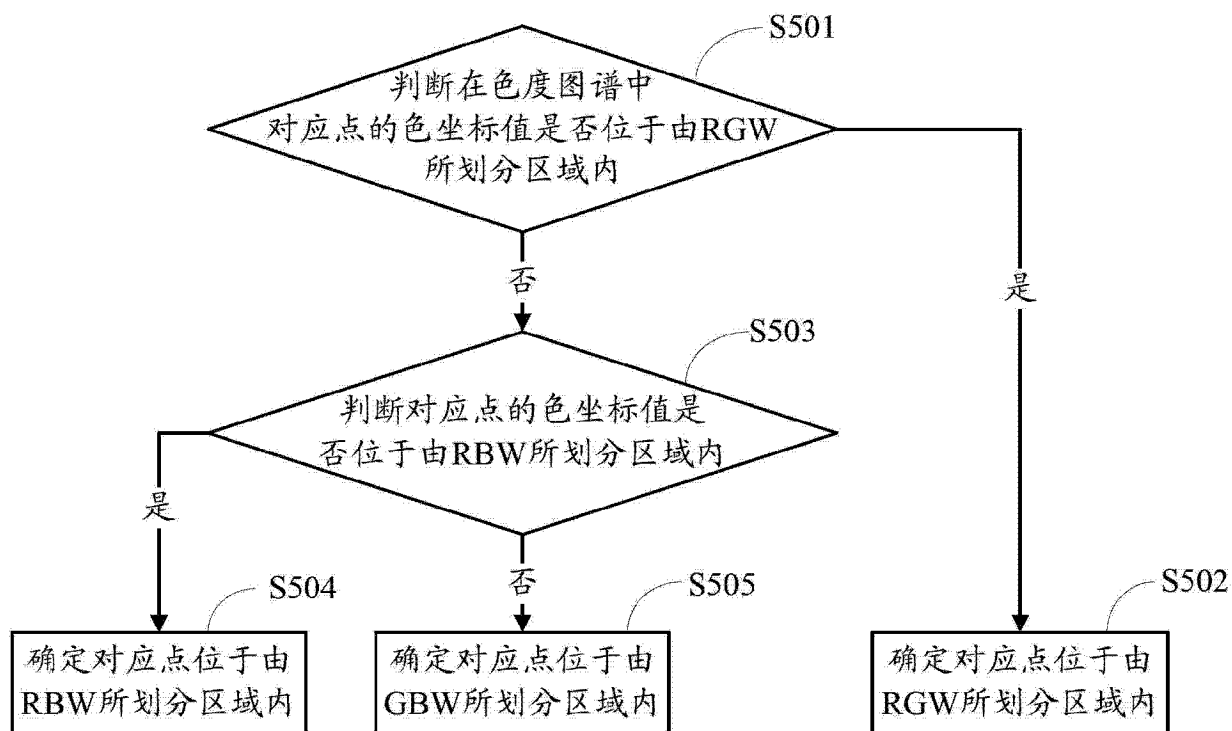 S501
判断在色度图谱中
对应点的色坐标值是否位于由RGW
所划分区域内
否
是
S503
判断对应点的色坐标值是
否位于由RBW所划分区域内
是
否
S504
S505
S502
确定对应点位于由
RBW所划分区域内
确定对应点位于由
GBW所划分区域内
确定对应点位于由
RGW所划分区域内